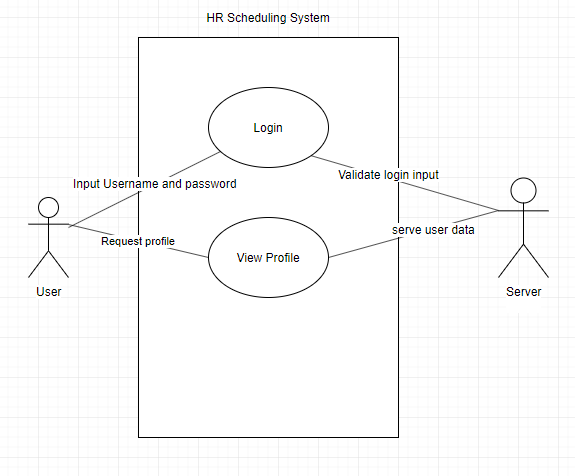 HR Scheduling System
Login
Input Username and password
Validate login input
Request profile
serve user data
View Profile
User
Server